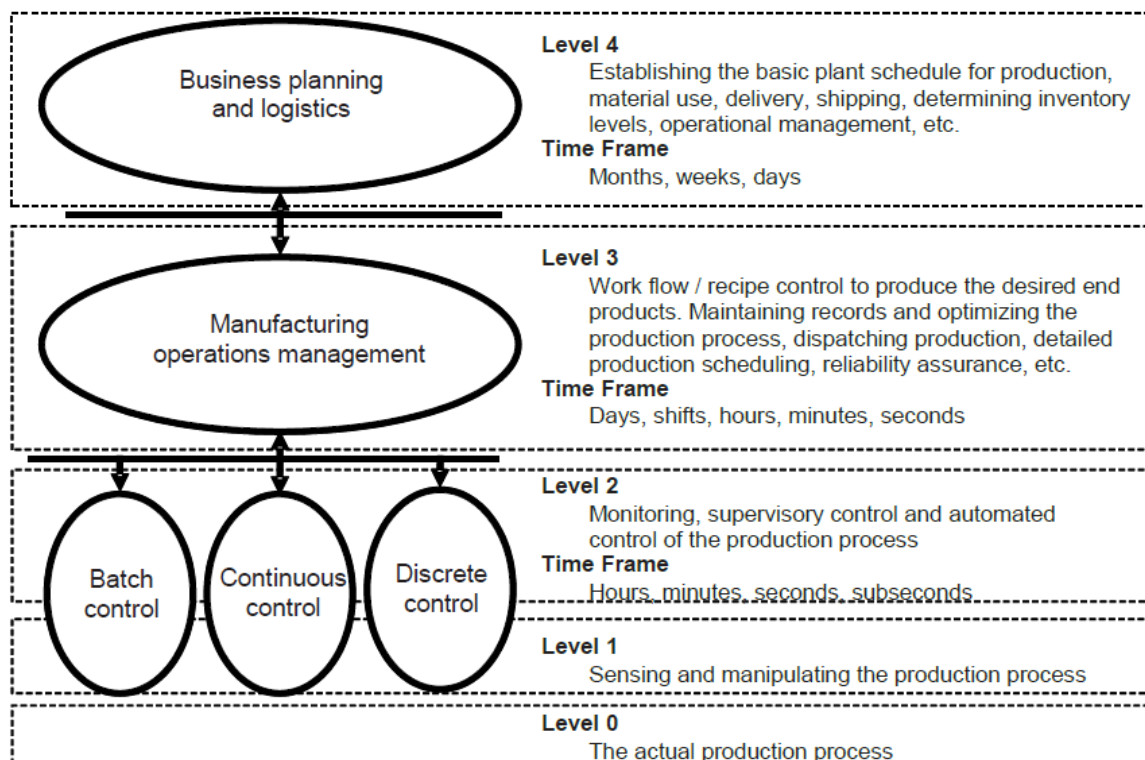 Business planning
and logistics
Level 4
Establishing the basic plant schedule for production,
material use, delivery, shipping, determining inventory
levels, operational management, etc.
Time Frame
Months, weeks, days
Manufacturing
operations management
Level 3
Work flow / recipe control to produce the desired end
products. Maintaining records and optimizing the
production process, dispatching production, detailed
production scheduling, reliability assurance, etc.
Time Frame
Days, shifts, hours, minutes, seconds
Batch
control
Continuous
control
Discrete
control
Level 2
Monitoring, supervisory control and automated
control of the production process
Time Frame
Hours, minutes, seconds, subseconds
Level 1
Sensing and manipulating the production process
Level 0
The actual production process